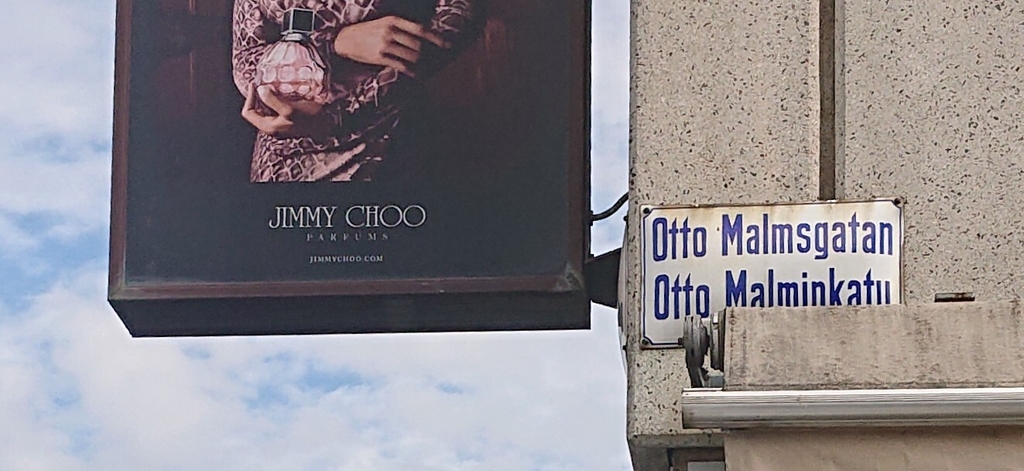 JIMMY CHOO
PARFUMS
JIMMYCHOO.COM
Otto Malmsgatan
Otto Malminkatu